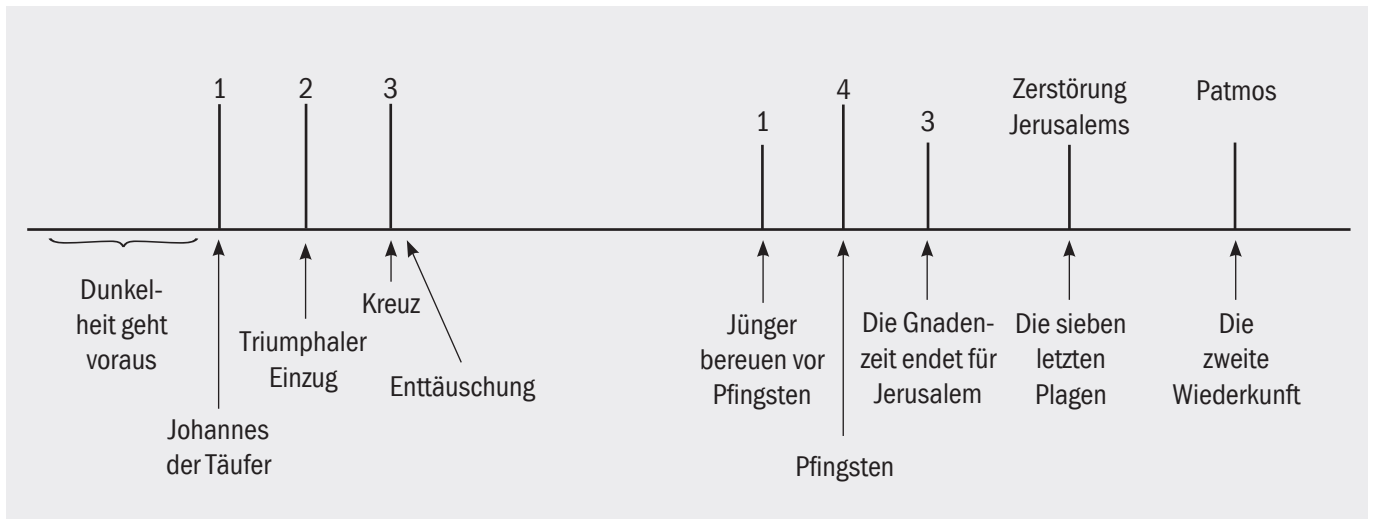 1
2
3
1
4
3
Zerstörung
Jerusalems
Patmos
Dunkel-
heit geht
voraus
Johannes
der Täufer
Triumphaler
Einzug
Kreuz
Enttäuschung
Jünger
bereuen vor
Pfingsten
Pfingsten
Die Gnaden-
zeit endet für
Jerusalem
Die sieben
letzten
Plagen
Die
zweite
Wiederkunft